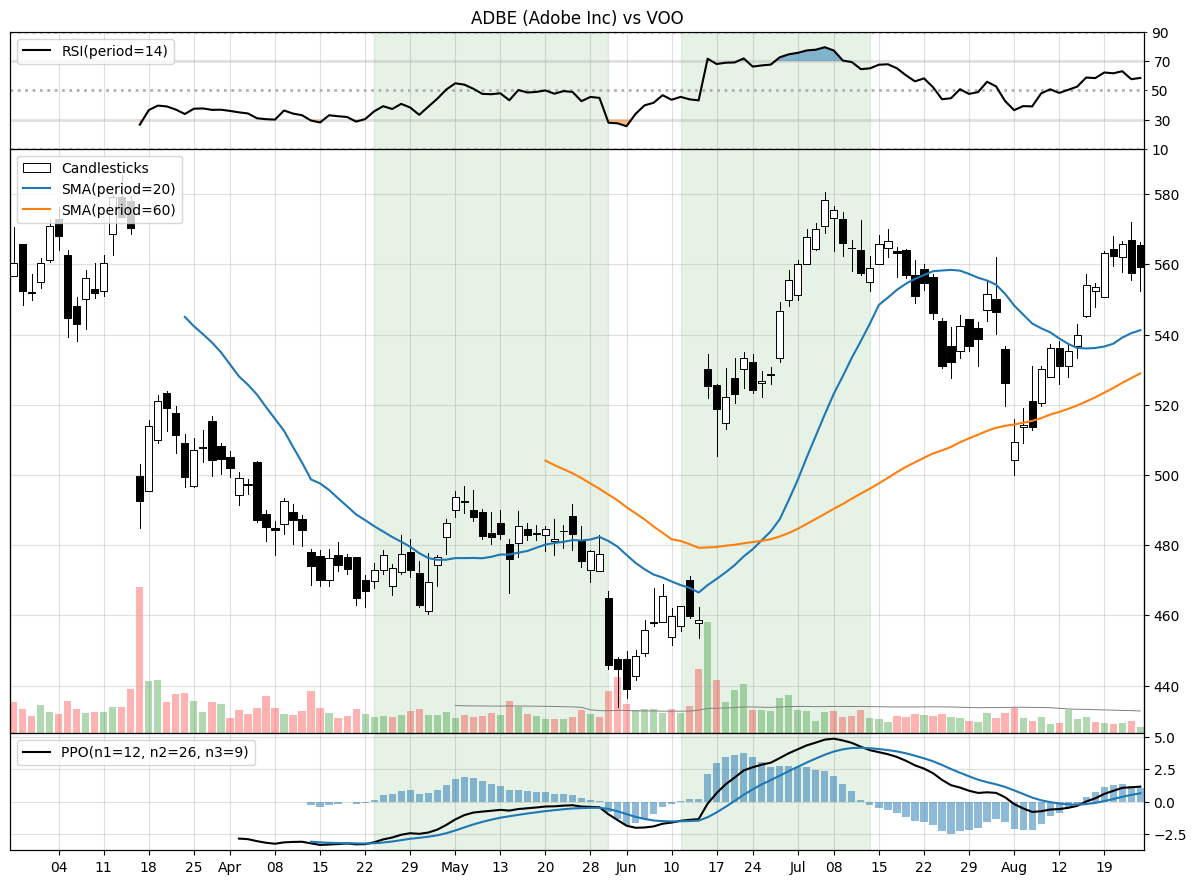 ADBE (Adobe Inc) vs VOO
RSI(period=14)
90
70
50
30
10
Candlesticks
SMA(period=20)
SMA(period=60)
580
560
540
520
500
480
460
440
PPO(n1=12, n2=26, n3=9)
5.0
2.5
0.0
−2.5
04 11 18 25 Apr 08 15 22 29 May 13 20 28 Jun 10 17 24 Jul 08 15 22 29 Aug 12 19